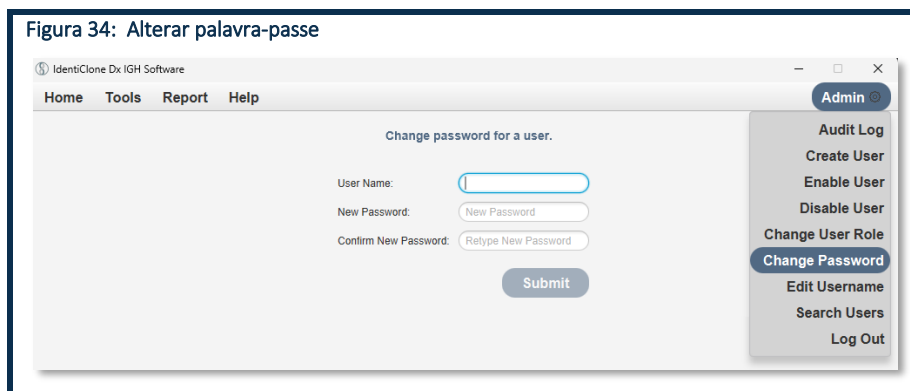 Figura 34: Alterar palavra-passe
IdentiClone Dx IGH Software
Home Tools Report Help Admin
Change password for a user.
User Name:
New Password: New Password
Confirm New Password: Retype New Password
Submit
Audit Log
Create User
Enable User
Disable User
Change User Role
Change Password
Edit Username
Search Users
Log Out